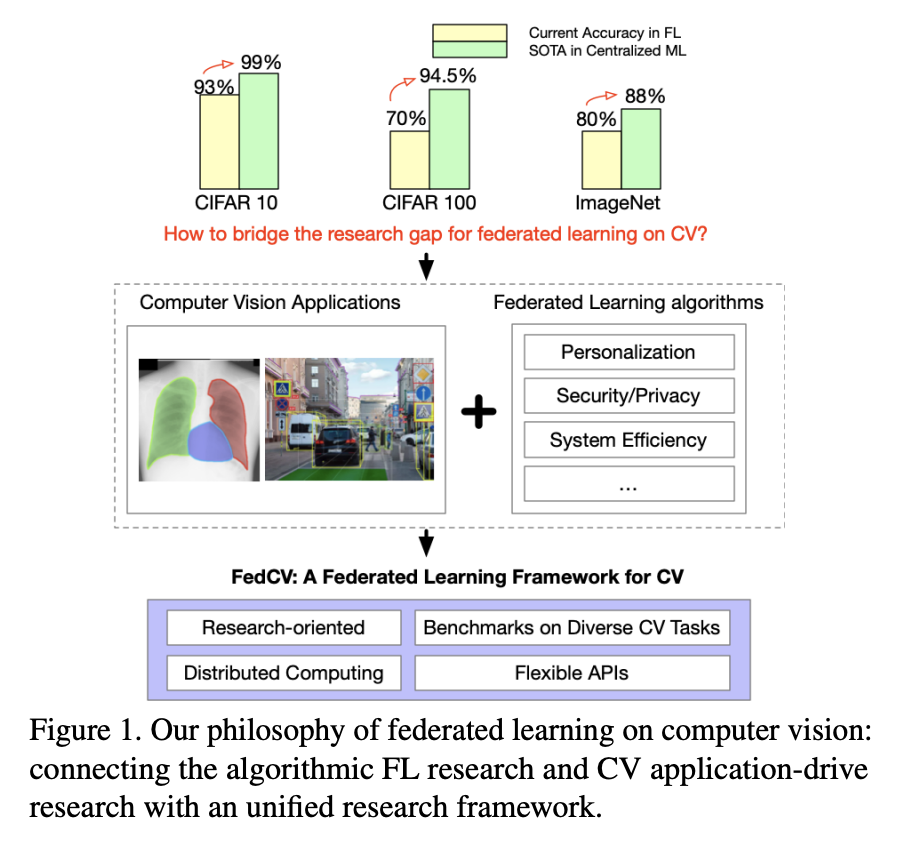 Current Accuracy in FL
SOTA in Centralized ML
93%
99%
70%
94.5%
80%
88%
CIFAR 10
CIFAR 100
ImageNet
How to bridge the research gap for federated learning on CV?
Computer Vision Applications
Federated Learning algorithms
Personalization
Security/Privacy
System Efficiency
...
FedCV: A Federated Learning Framework for CV
Research-oriented
Benchmarks on Diverse CV Tasks
Distributed Computing
Flexible APIs
Figure 1. Our philosophy of federated learning on computer vision:
connecting the algorithmic FL research and CV application-drive
research with an unified research framework.